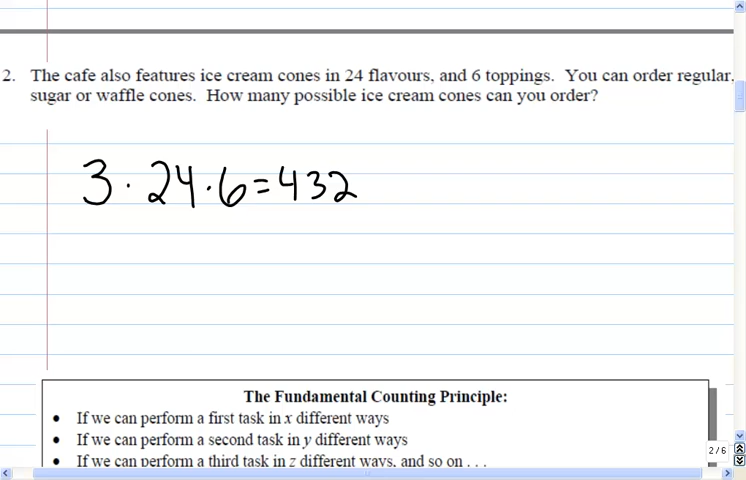 2. The cafe also features ice cream cones in 24 flavours, and 6 toppings. You can order regular,
sugar or waffle cones. How many possible ice cream cones can you order?
3 · 24 · 6 = 432
The Fundamental Counting Principle:
• If we can perform a first task in x different ways
• If we can perform a second task in y different ways
• If we can perform a third task in z different ways, and so on . . .
2 / 6